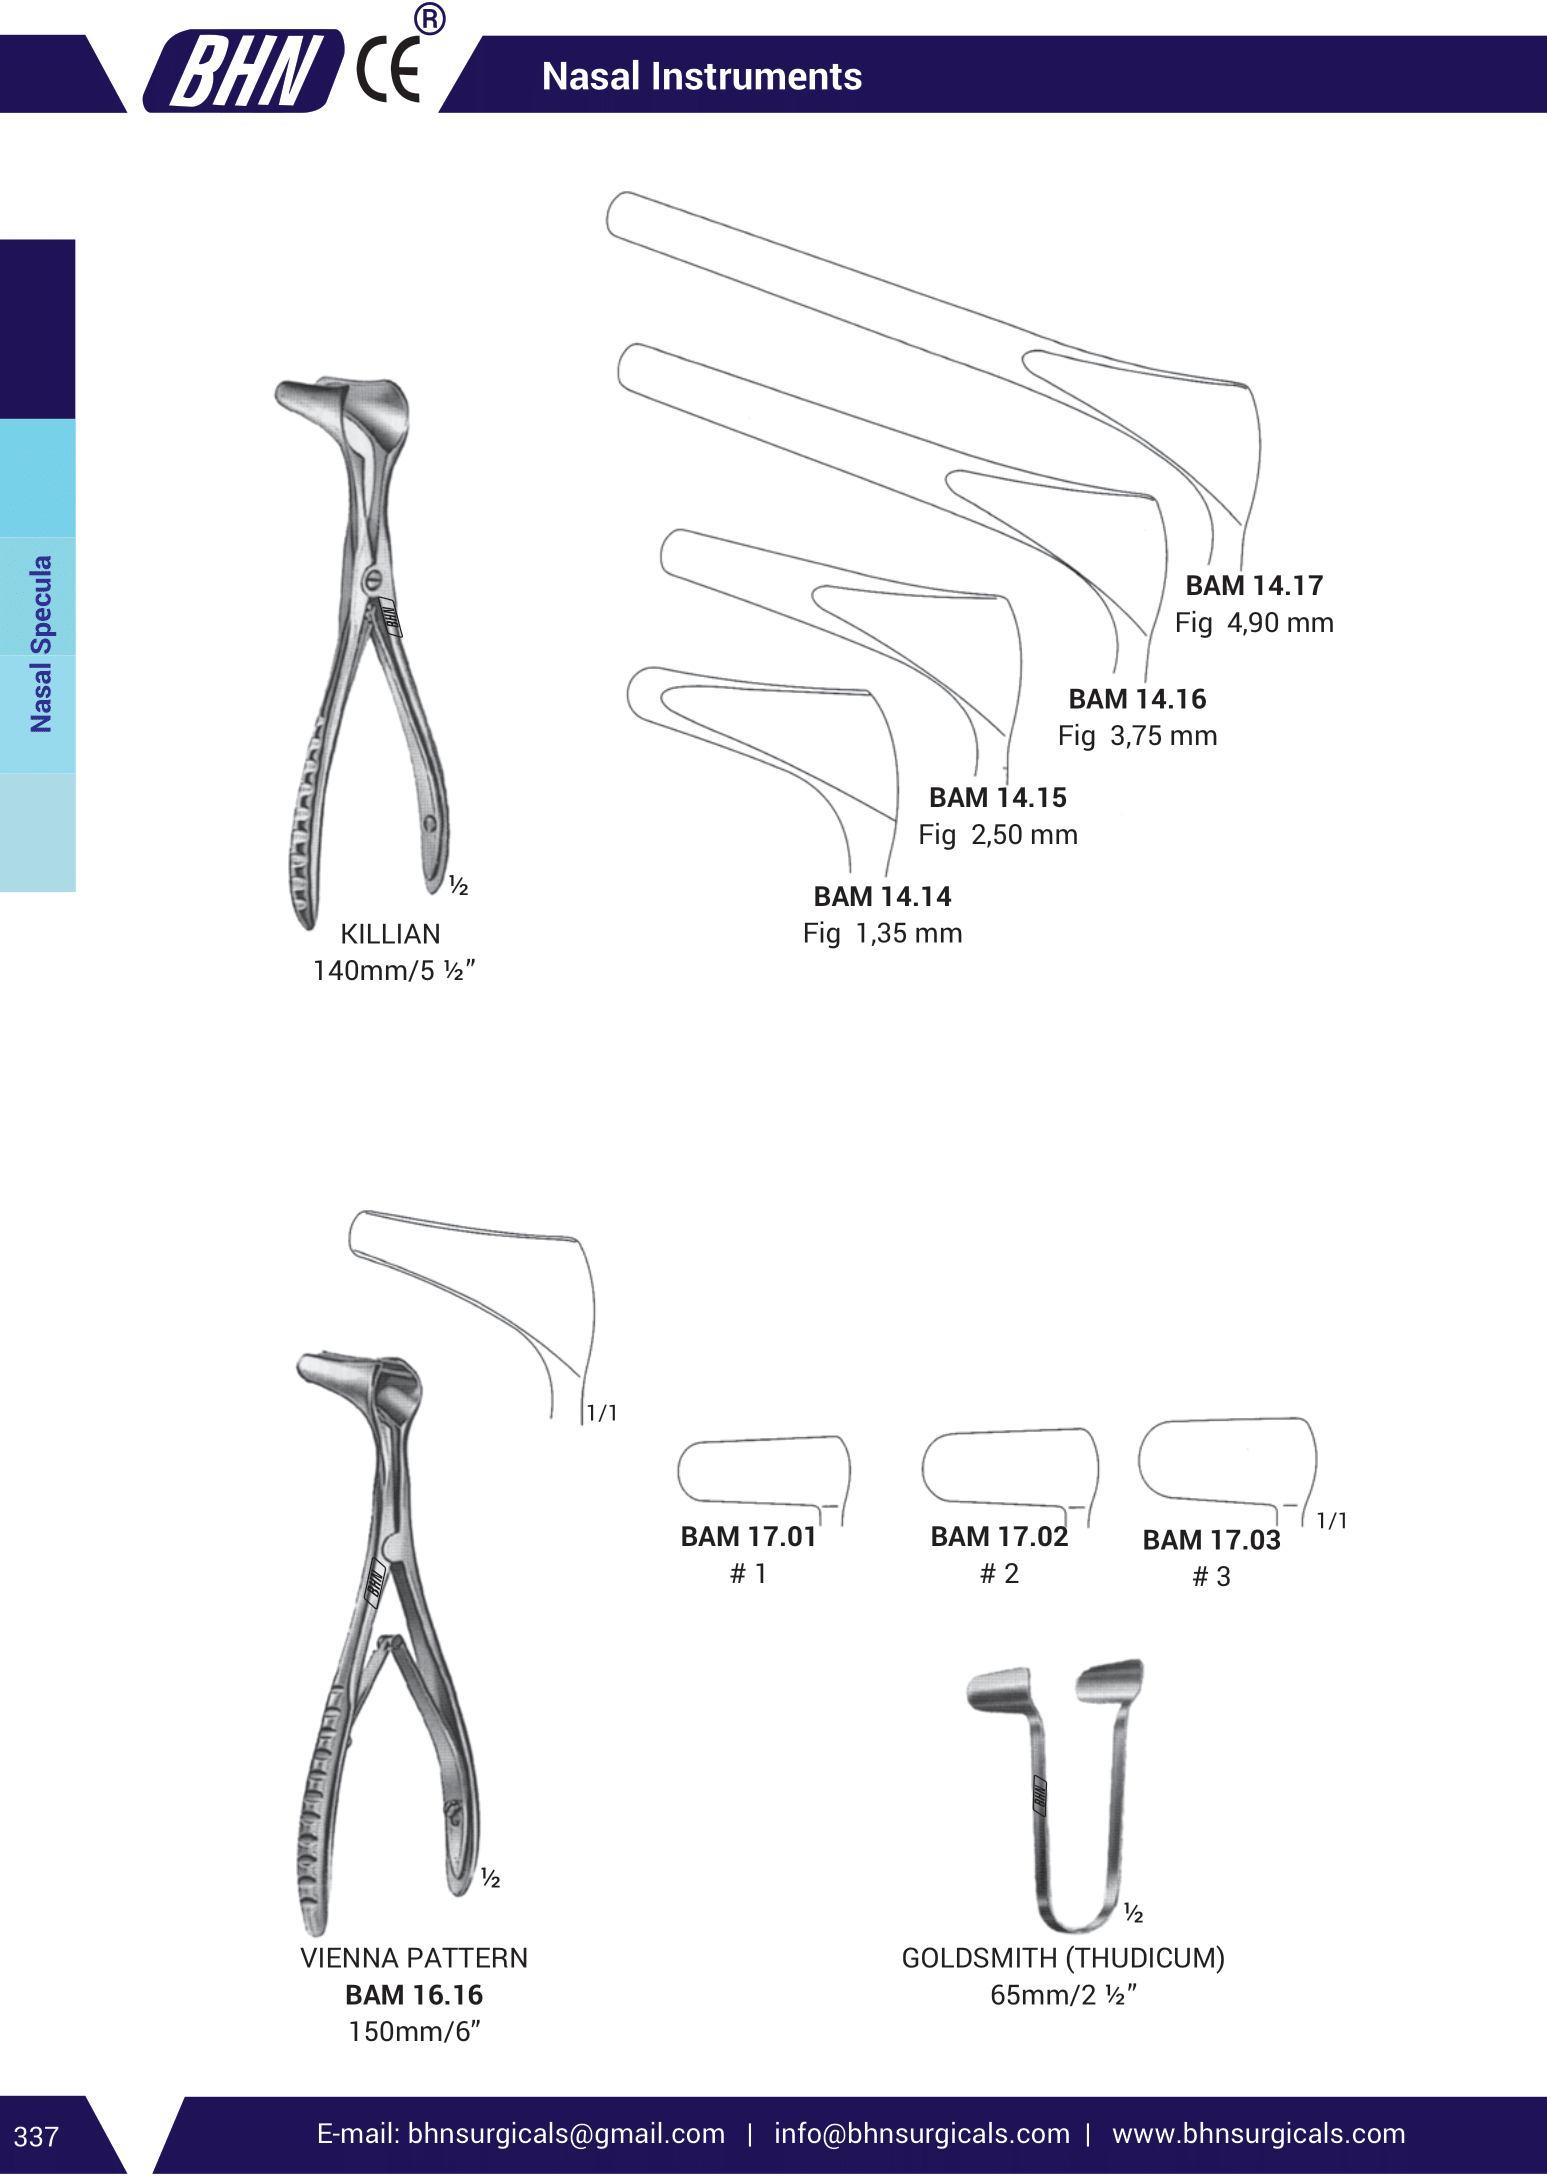 BHN CE ®
Nasal Instruments
Nasal Specula
BHN
½
KILLIAN
140mm/5 ½”
BAM 14.17
Fig 4,90 mm
BAM 14.16
Fig 3,75 mm
BAM 14.15
Fig 2,50 mm
BAM 14.14
Fig 1,35 mm
1/1
BHN
½
VIENNA PATTERN
BAM 16.16
150mm/6”
BAM 17.01
# 1
BAM 17.02
# 2
1/1
BAM 17.03
# 3
BHN
½
GOLDSMITH (THUDICUM)
65mm/2 ½”
337
E-mail: bhnsurgicals@gmail.com | info@bhnsurgicals.com | www.bhnsurgicals.com